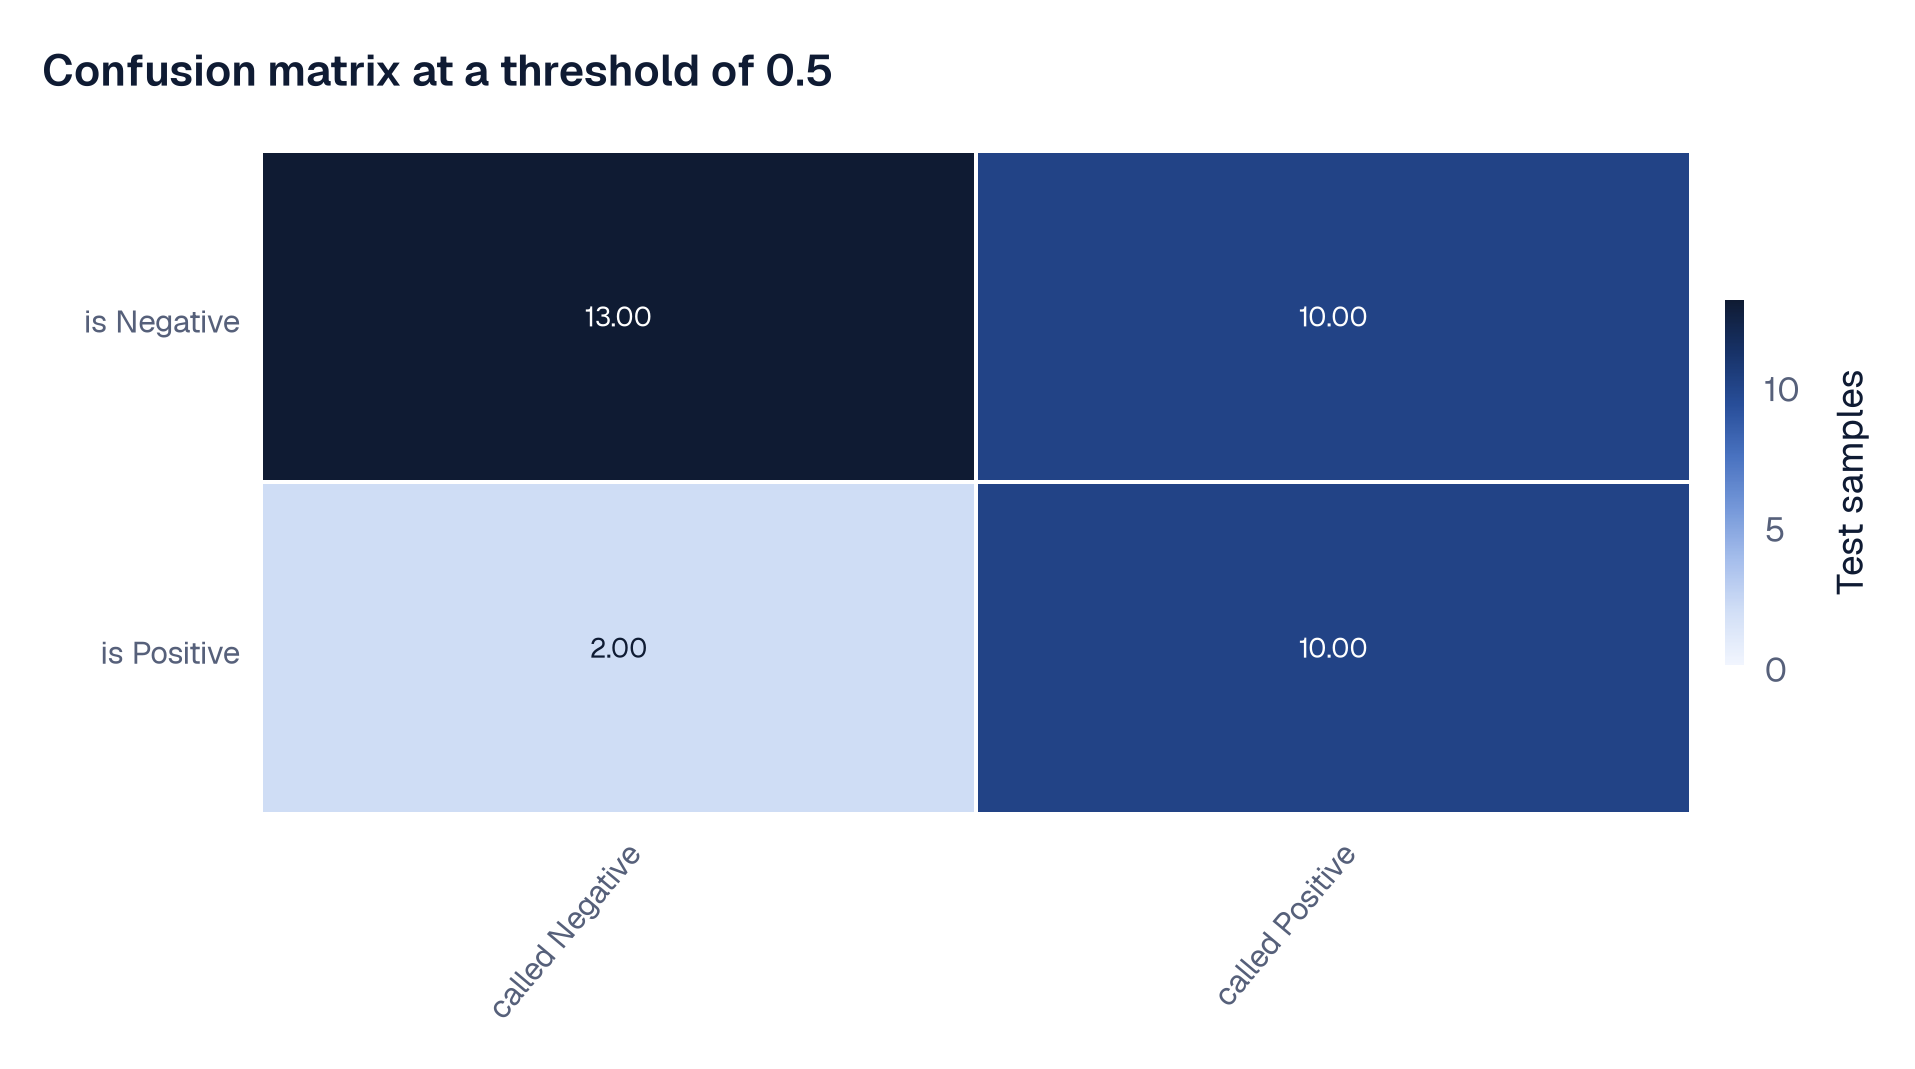 Confusion matrix at a threshold of 0.5
is Negative
13.00
10.00
is Positive
2.00
10.00
called Negative
called Positive
10
5
0
Test samples